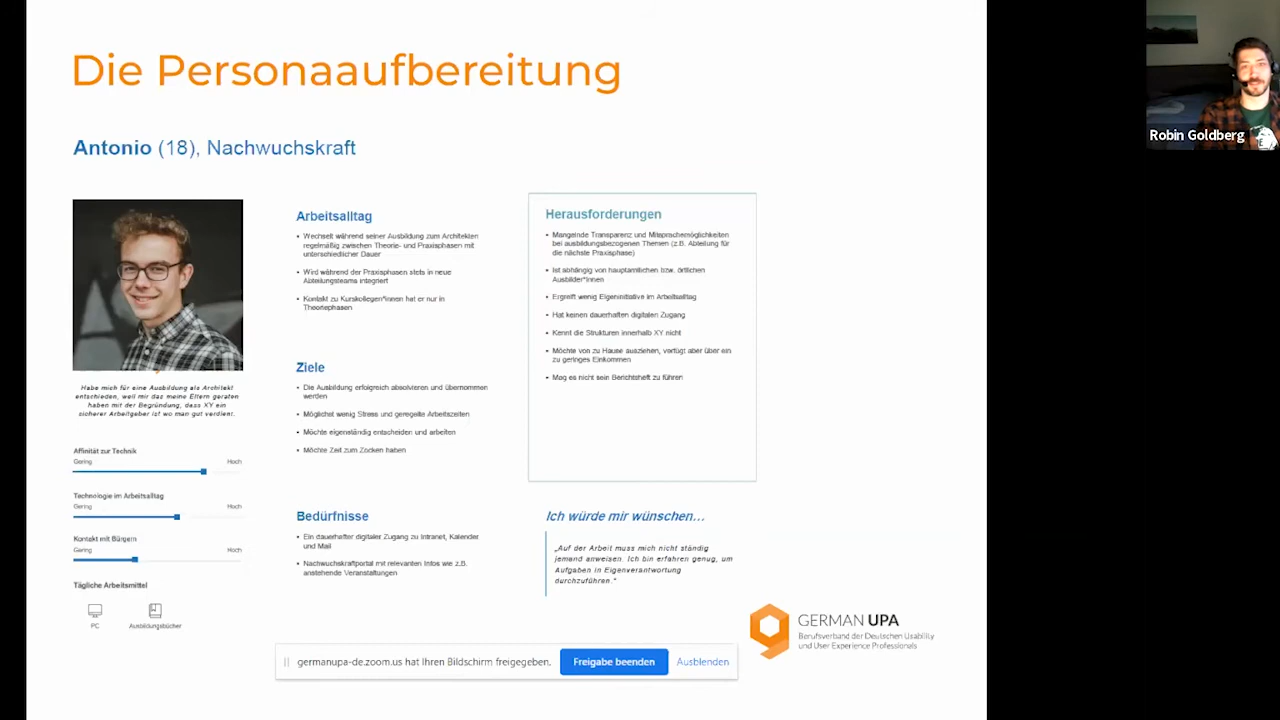 Die Personaaufbereitung
Antonio (18), Nachwuchskraft
Habe mich für eine Ausbildung als Architekt
entschieden, weil mir das meine Eltern geraten
haben mit der Begründung, dass XY ein
sicherer Arbeitgeber ist wo man gut verdient.
Affinität zur Technik
Gering Hoch
Technologie im Arbeitsalltag
Gering Hoch
Kontakt mit Bürgern
Gering Hoch
Tägliche Arbeitsmittel
PC Ausbildungsbücher
Arbeitsalltag
• Wechselt während seiner Ausbildung zum Architekten
regelmäßig zwischen Theorie- und Praxisphasen mit
unterschiedlicher Dauer
• Wird während der Praxisphasen stets in neue
Abteilungsteams integriert
• Kontakt zu Kurskollegen*innen hat er nur in
Theoriephasen
Ziele
• Die Ausbildung erfolgreich absolvieren und übernommen
werden
• Möglichst wenig Stress und geregelte Arbeitszeiten
• Möchte eigenständig entscheiden und arbeiten
• Möchte Zeit zum Zocken haben
Bedürfnisse
• Ein dauerhafter digitaler Zugang zu Intranet, Kalender
und Mail
• Nachwuchskraftportal mit relevanten Infos wie z.B.
anstehende Veranstaltungen
Herausforderungen
• Mangelnde Transparenz und Mitsprachemöglichkeiten
bei ausbildungsbezogenen Themen (z.B. Abteilung für
die nächste Praxisphase)
• Ist abhängig von hauptamtlichen bzw. örtlichen
Ausbilder*innen
• Ergreift wenig Eigeninitiative im Arbeitsalltag
• Hat keinen dauerhaften digitalen Zugang
• Kennt die Strukturen innerhalb XY nicht
• Möchte von zu Hause ausziehen, verfügt aber über ein
zu geringes Einkommen
• Mag es nicht sein Berichtsheft zu führen
Ich würde mir wünschen…
„Auf der Arbeit muss mich nicht ständig
jemand anweisen. Ich bin erfahren genug, um
Aufgaben in Eigenverantwortung
durchzuführen."
GERMAN UPA
Berufsverband der Deutschen Usability
und User Experience Professionals
germanupa-de.zoom.us hat Ihren Bildschirm freigegeben. Freigabe beenden Ausblenden
Robin Goldberg